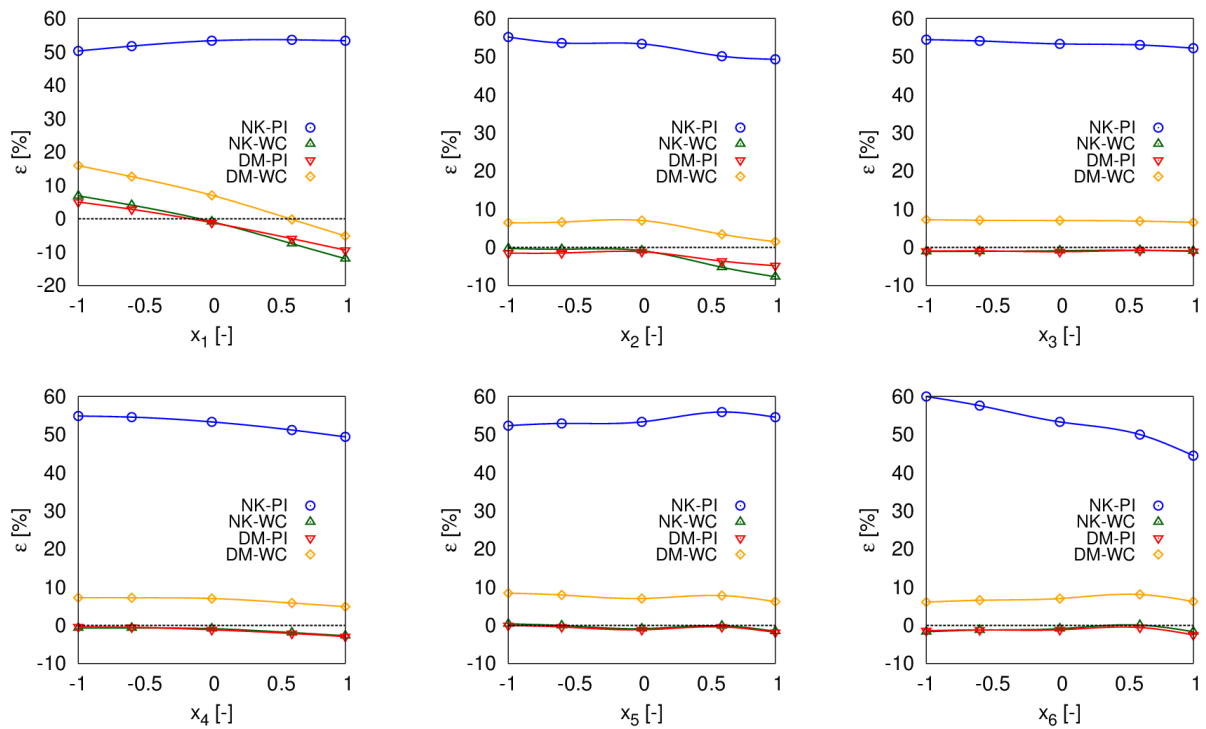 60
50
40
30
20
10
0
-10
-20
ε [%]
NK-PI
NK-WC
DM-PI
DM-WC
-1 -0.5 0 0.5 1
x1 [-]
60
50
40
30
20
10
0
-10
ε [%]
NK-PI
NK-WC
DM-PI
DM-WC
-1 -0.5 0 0.5 1
x2 [-]
60
50
40
30
20
10
0
-10
ε [%]
NK-PI
NK-WC
DM-PI
DM-WC
-1 -0.5 0 0.5 1
x3 [-]
60
50
40
30
20
10
0
-10
ε [%]
NK-PI
NK-WC
DM-PI
DM-WC
-1 -0.5 0 0.5 1
x4 [-]
60
50
40
30
20
10
0
-10
ε [%]
NK-PI
NK-WC
DM-PI
DM-WC
-1 -0.5 0 0.5 1
x5 [-]
60
50
40
30
20
10
0
-10
ε [%]
NK-PI
NK-WC
DM-PI
DM-WC
-1 -0.5 0 0.5 1
x6 [-]